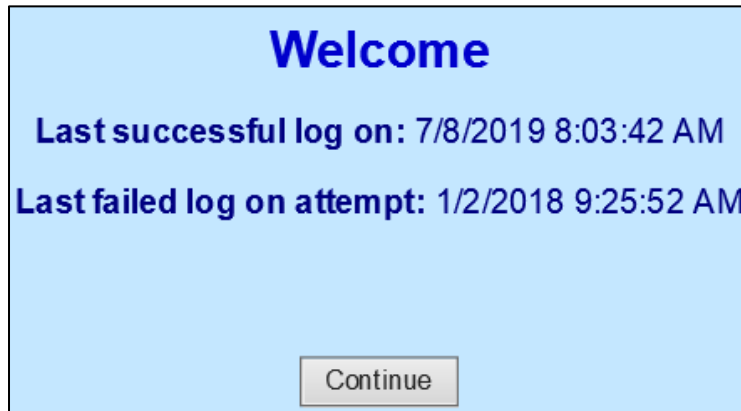 Welcome
Last successful log on: 7/8/2019 8:03:42 AM
Last failed log on attempt: 1/2/2018 9:25:52 AM
Continue